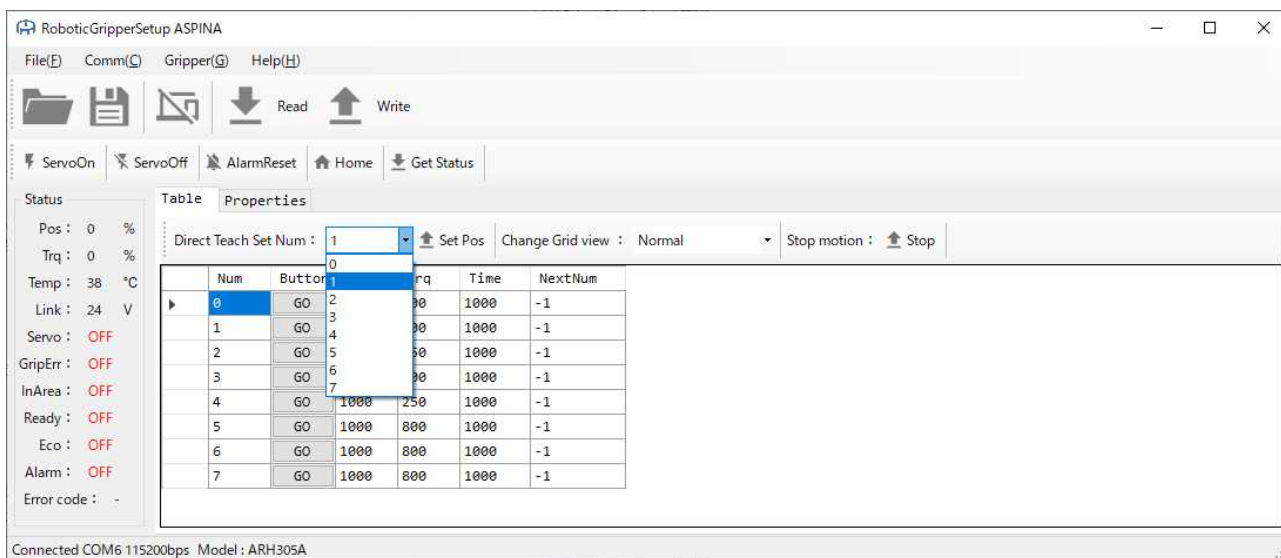 RoboticGripperSetup ASPINA
File(F) Comm(C) Gripper(G) Help(H)
Read Write
ServoOn ServoOff AlarmReset Home Get Status
Status
Pos : 0 %
Trq : 0 %
Temp : 38 °C
Link : 24 V
Servo : OFF
GripErr : OFF
InArea : OFF
Ready : OFF
Eco : OFF
Alarm : OFF
Error code : -
Table Properties
Direct Teach Set Num : 1 Set Pos Change Grid view : Normal Stop motion : Stop
0
1
2
3
4
5
6
7
Num Time NextNum
0 GO 1000 -1
1 GO 1000 -1
2 GO 1000 -1
3 GO 1000 -1
4 GO 1000 250 1000 -1
5 GO 1000 800 1000 -1
6 GO 1000 800 1000 -1
7 GO 1000 800 1000 -1
Connected COM6 115200bps Model : ARH305A